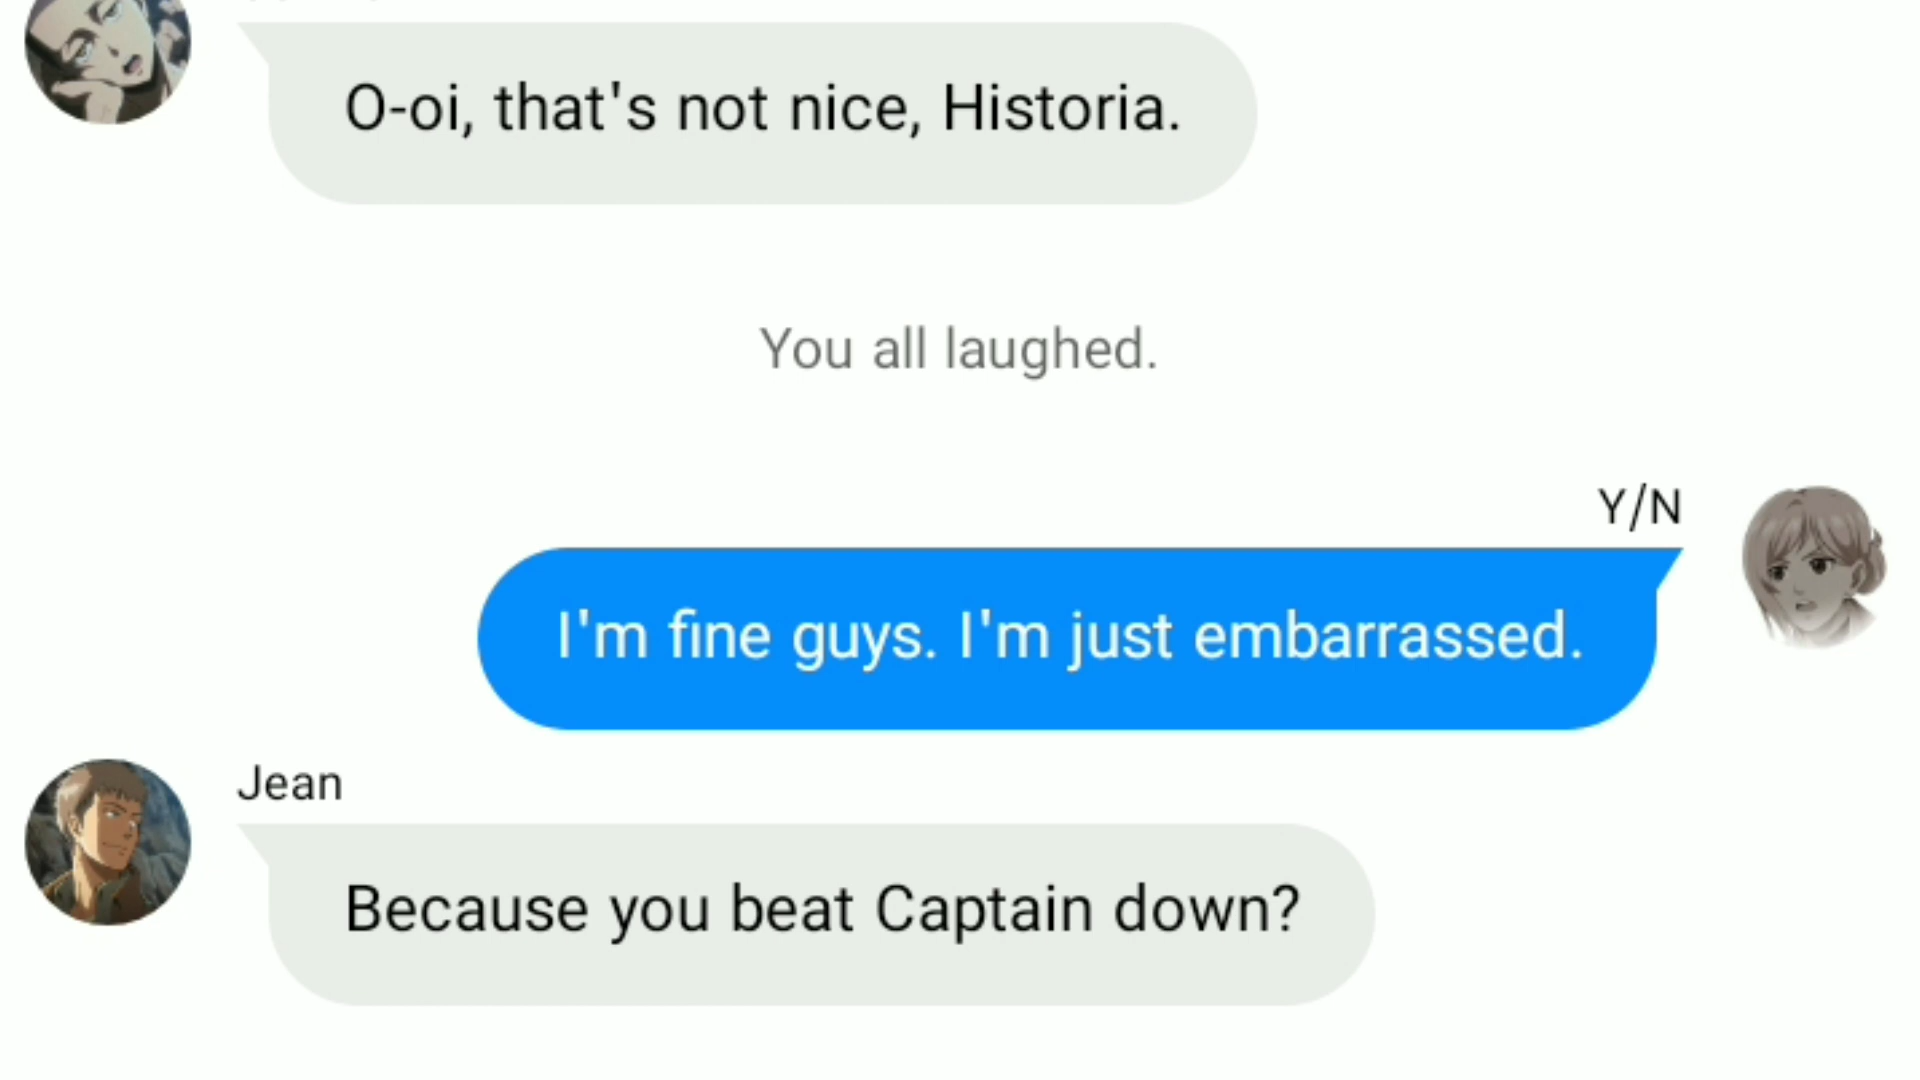 O-oi, that's not nice, Historia.
You all laughed.
Y/N
I'm fine guys. I'm just embarrassed.
Jean
Because you beat Captain down?